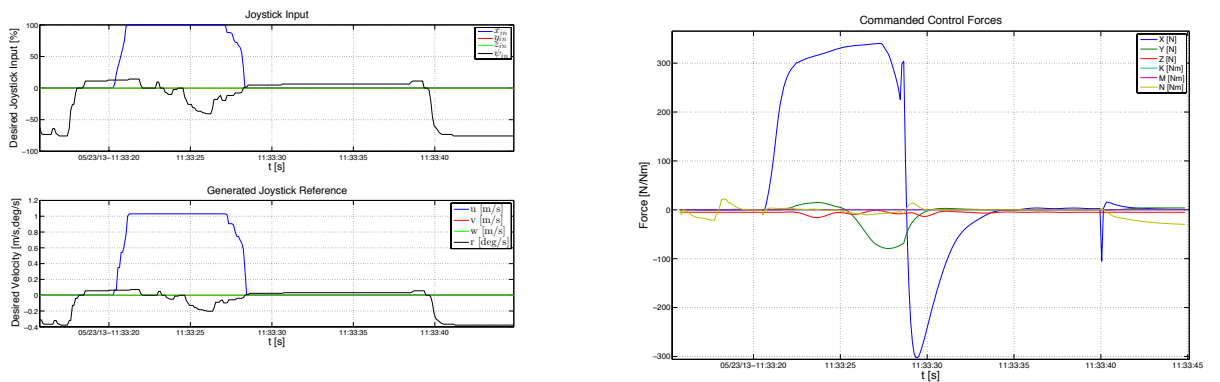 Joystick Input
Desired Joystick Input [%]
100
50
0
−50
−100
x_in
y_in
z_in
ψ_in
05/23/13−11:33:20
11:33:25
11:33:30
11:33:35
11:33:40
t [s]
Generated Joystick Reference
Desired Velocity [m/s,deg/s]
1.2
1
0.8
0.6
0.4
0.2
0
−0.2
−0.4
u [m/s]
v [m/s]
w [m/s]
r [deg/s]
05/23/13−11:33:20
11:33:25
11:33:30
11:33:35
11:33:40
t [s]
Commanded Control Forces
Force [N/Nm]
300
200
100
0
−100
−200
−300
X [N]
Y [N]
Z [N]
K [Nm]
M [Nm]
N [Nm]
05/23/13−11:33:20
11:33:25
11:33:30
11:33:35
11:33:40
11:33:45
t [s]